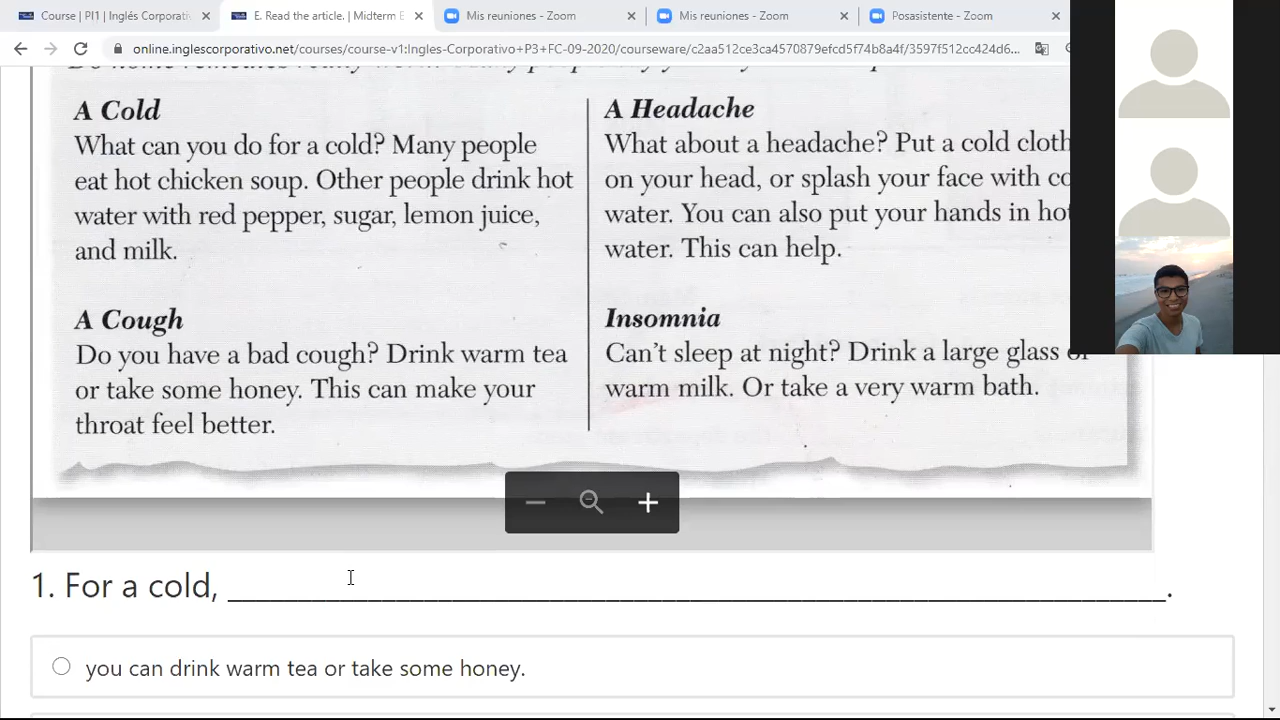 Course | PI1 | Inglés Corporati
E. Read the article. | Midterm E
Mis reuniones - Zoom
Mis reuniones - Zoom
Posasistente - Zoom
online.inglescorporativo.net/courses/course-v1:Ingles-Corporativo+P3+FC-09-2020/courseware/c2aa512ce3ca4570879efcd5f74b8a4f/3597f512cc424d6...
A Cold
What can you do for a cold? Many people
eat hot chicken soup. Other people drink hot
water with red pepper, sugar, lemon juice,
and milk.
A Cough
Do you have a bad cough? Drink warm tea
or take some honey. This can make your
throat feel better.
A Headache
What about a headache? Put a cold cloth
on your head, or splash your face with co
water. You can also put your hands in hot
water. This can help.
Insomnia
Can't sleep at night? Drink a large glass of
warm milk. Or take a very warm bath.
1. For a cold, ______________________________.
you can drink warm tea or take some honey.